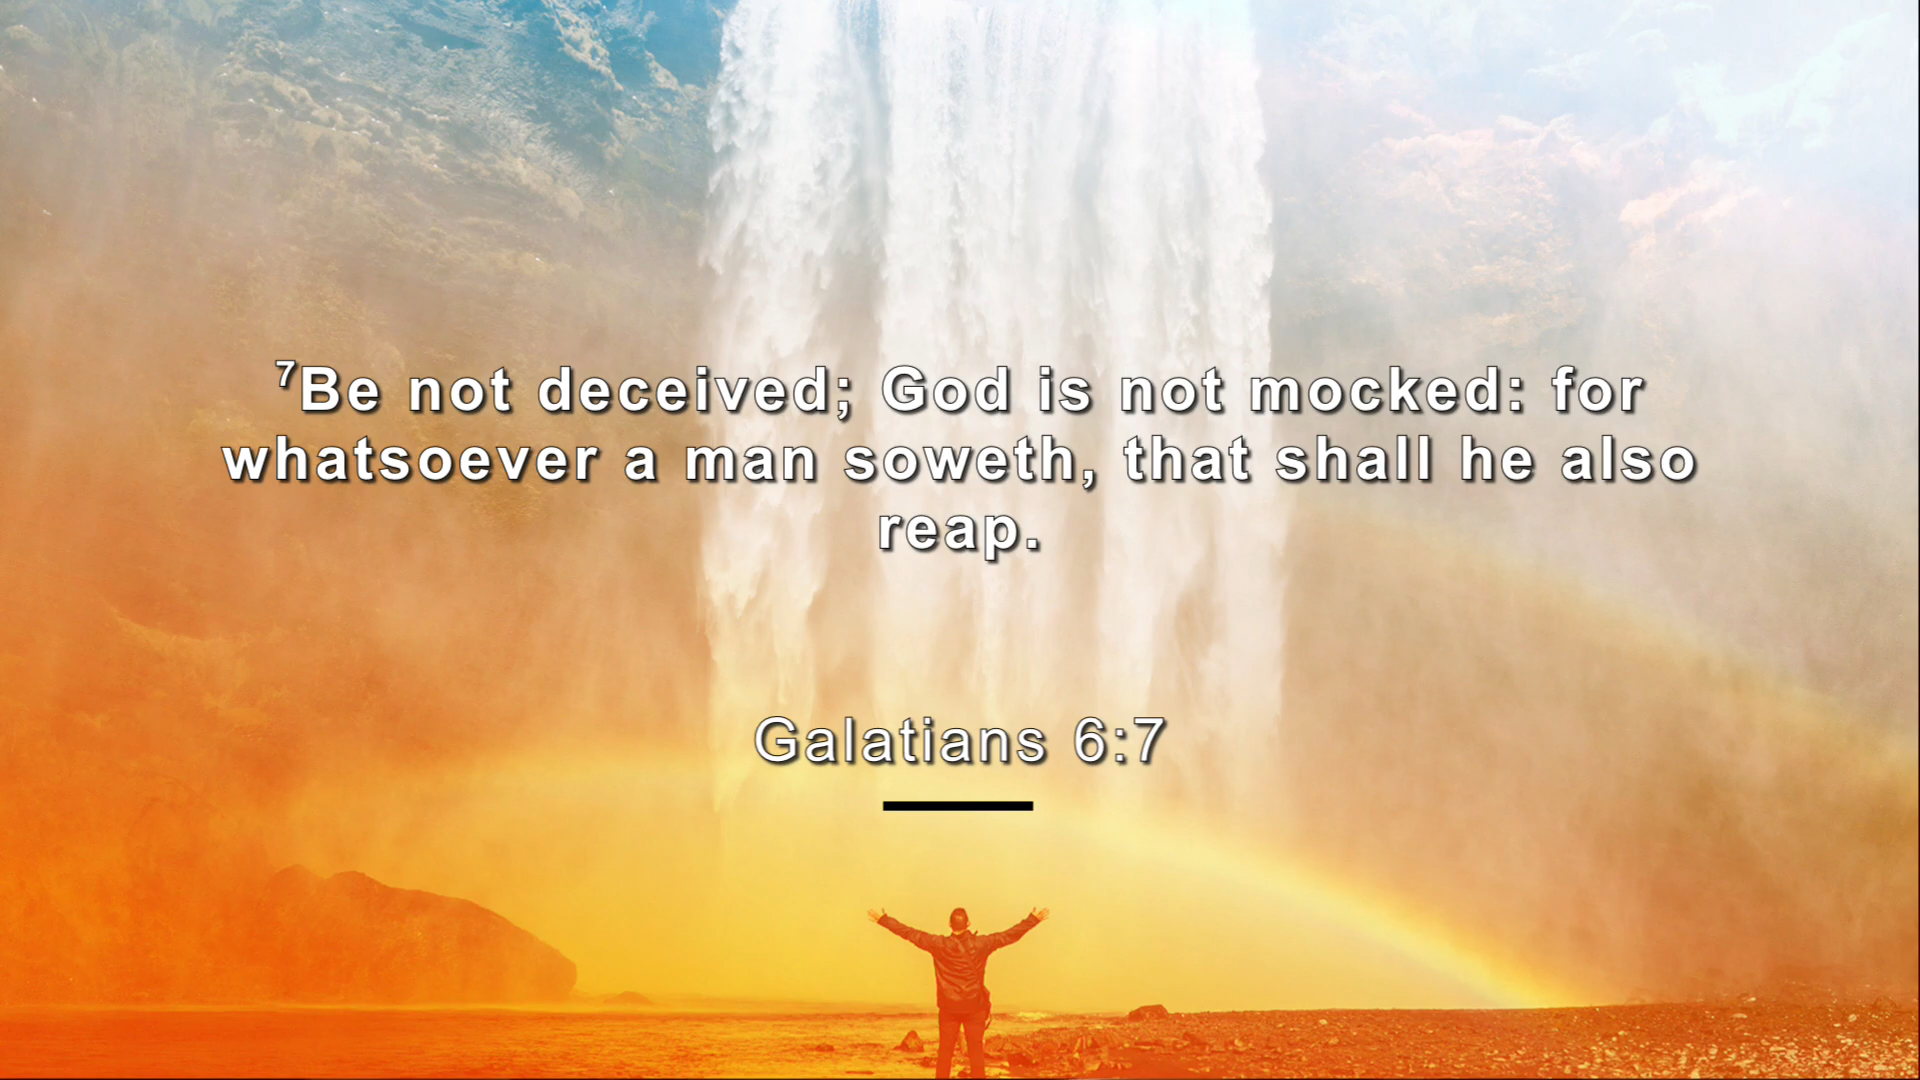 7Be not deceived; God is not mocked: for
whatsoever a man soweth, that shall he also
reap.
Galatians 6:7